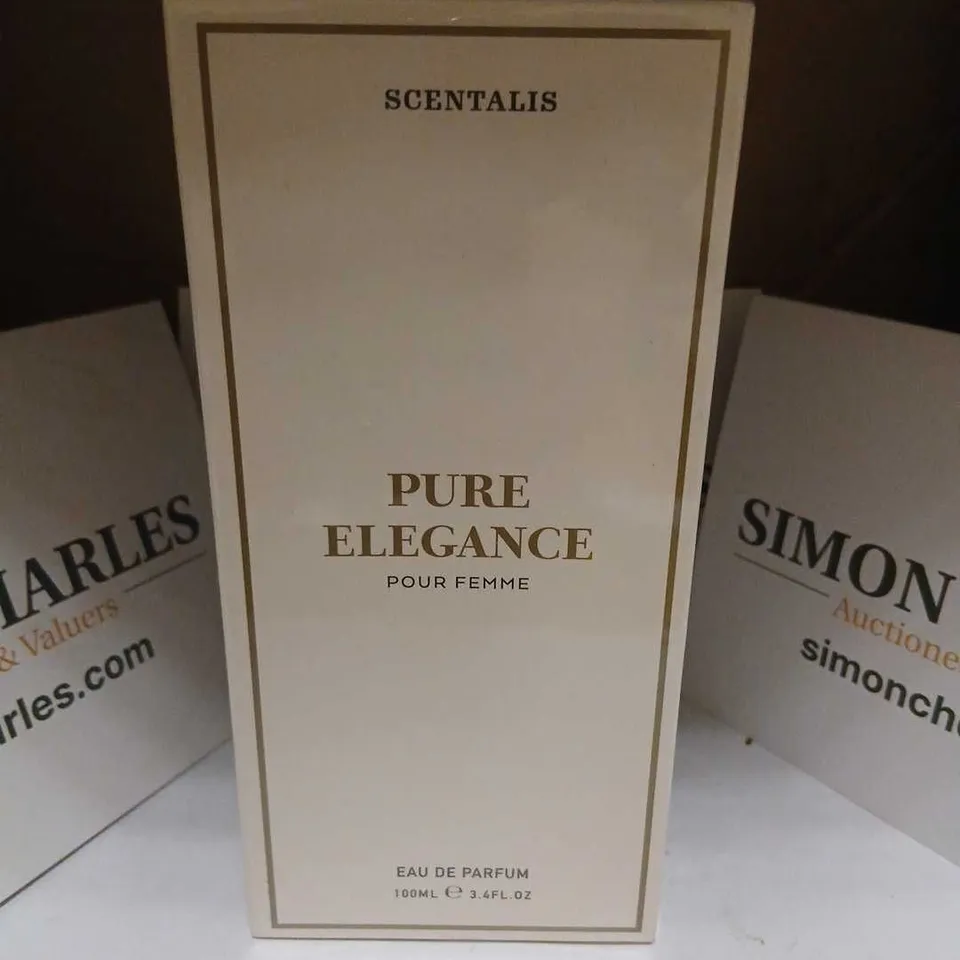 SCENTALIS
PURE
ELEGANCE
POUR FEMME
EAU DE PARFUM
100ML ℮ 3.4FL.OZ
HARLES
& Valuers
rles.com
SIMON
Auctione
simonch